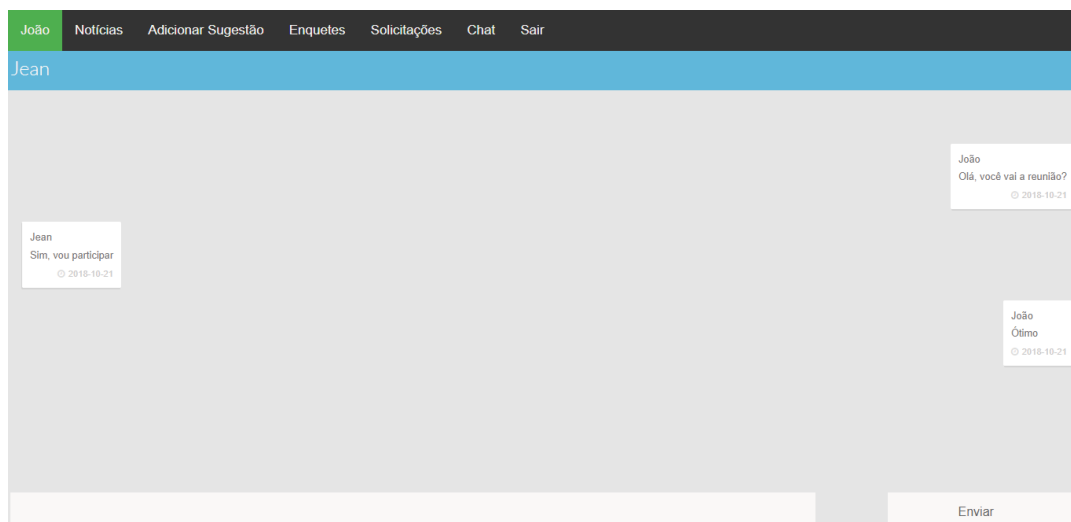 João Notícias Adicionar Sugestão Enquetes Solicitações Chat Sair
Jean
João
Olá, você vai a reunião?
2018-10-21
Jean
Sim, vou participar
2018-10-21
João
Ótimo
2018-10-21
Enviar